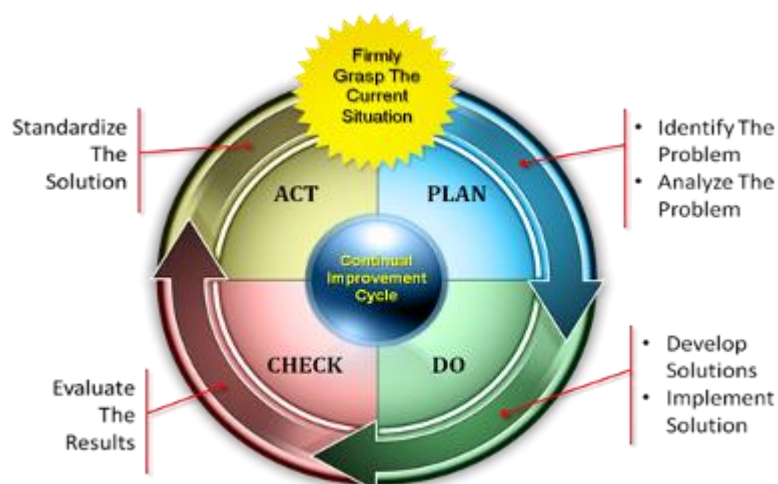 Firmly
Grasp The
Current
Situation
Standardize
The
Solution
• Identify The
Problem
• Analyze The
Problem
ACT
PLAN
Continual
Improvement
Cycle
CHECK
DO
Evaluate
The
Results
• Develop
Solutions
• Implement
Solution